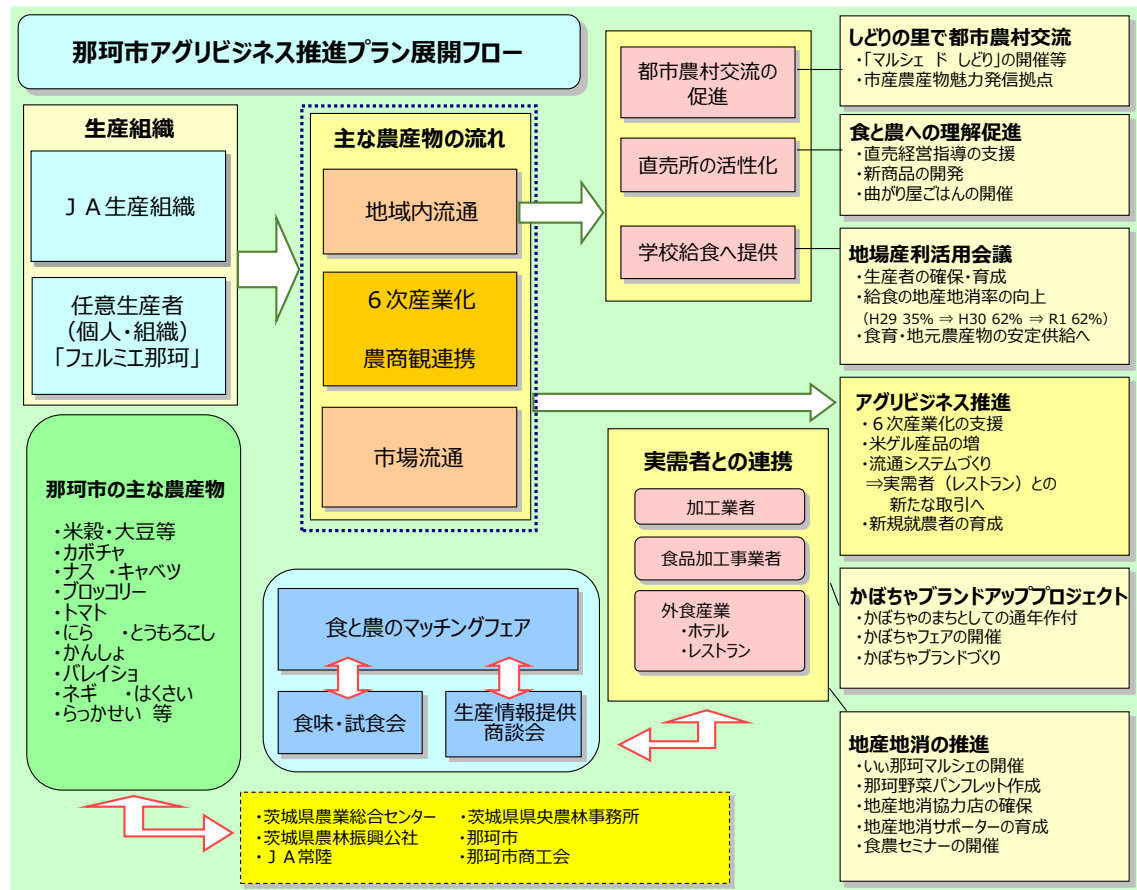 那珂市アグリビジネス推進プラン展開フロー
生産組織
ＪＡ生産組織
任意生産者
（個人・組織）
「フェルミエ那珂」
主な農産物の流れ
地域内流通
６次産業化
農商観連携
市場流通
都市農村交流の
促進
直売所の活性化
学校給食へ提供
しどりの里で都市農村交流
・「マルシェ ド しどり」の開催等
・市産農産物魅力発信拠点
食と農への理解促進
・直売経営指導の支援
・新商品の開発
・曲がり屋ごはんの開催
地場産利活用会議
・生産者の確保・育成
・給食の地産地消率の向上
（H29 35% ⇒ H30 62% ⇒ R1 62%）
・食育・地元農産物の安定供給へ
アグリビジネス推進
・６次産業化の支援
・米ゲル産品の増
・流通システムづくり
⇒実需者（レストラン）との
新たな取引へ
・新規就農者の育成
那珂市の主な農産物
・米穀・大豆等
・カボチャ
・ナス ・キャベツ
・ブロッコリー
・トマト
・にら ・とうもろこし
・かんしょ
・バレイショ
・ネギ ・はくさい
・らっかせい 等
食と農のマッチングフェア
食味・試食会
生産情報提供
商談会
実需者との連携
加工業者
食品加工事業者
外食産業
・ホテル
・レストラン
かぼちゃブランドアッププロジェクト
・かぼちゃのまちとしての通年作付
・かぼちゃフェアの開催
・かぼちゃブランドづくり
地産地消の推進
・いぃ那珂マルシェの開催
・那珂野菜パンフレット作成
・地産地消協力店の確保
・地産地消サポーターの育成
・食農セミナーの開催
・茨城県農業総合センター ・茨城県県央農林事務所
・茨城県農林振興公社 ・那珂市
・ＪＡ常陸 ・那珂市商工会